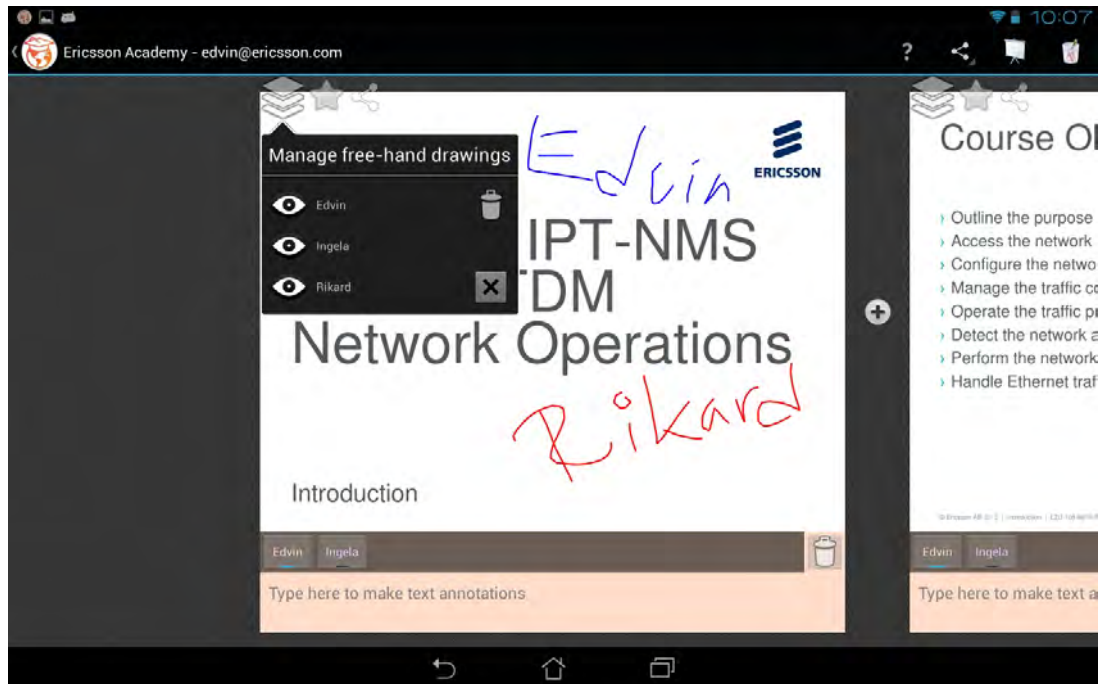 10:07
Ericsson Academy - edvin@ericsson.com
?
Manage free-hand drawings
Edvin
Ingela
Rikard
Edvin
ERICSSON
IPT-NMS
DM
Network Operations
Rikard
Introduction
Edvin Ingela
Type here to make text annotations
Course O
Outline the purpose
Access the network
Configure the netwo
Manage the traffic
Operate the traffic
Detect the network
Perform the network
Handle Ethernet traf
Edvin Ingela
Type here to make text